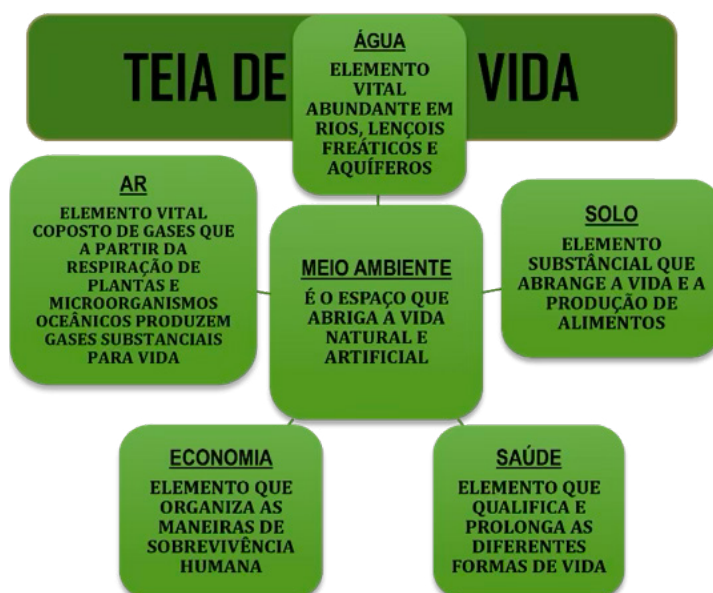 TEIA DE VIDA
ÁGUA
ELEMENTO
VITAL
ABUNDANTE EM
RIOS, LENÇOIS
FREÁTICOS E
AQUÍFEROS
AR
ELEMENTO VITAL
COPOSTO DE GASES QUE
A PARTIR DA
RESPIRAÇÃO DE
PLANTAS E
MICROORGANISMOS
OCEÂNICOS PRODUZEM
GASES SUBSTANCIAIS
PARA VIDA
MEIO AMBIENTE
É O ESPAÇO QUE
ABRIGA A VIDA
NATURAL E
ARTIFICIAL
SOLO
ELEMENTO
SUBSTÂNCIAL QUE
ABRANGE A VIDA E A
PRODUÇÃO DE
ALIMENTOS
ECONOMIA
ELEMENTO QUE
ORGANIZA AS
MANEIRAS DE
SOBREVIVÊNCIA
HUMANA
SAÚDE
ELEMENTO QUE
QUALIFICA E
PROLONGA AS
DIFERENTES
FORMAS DE VIDA